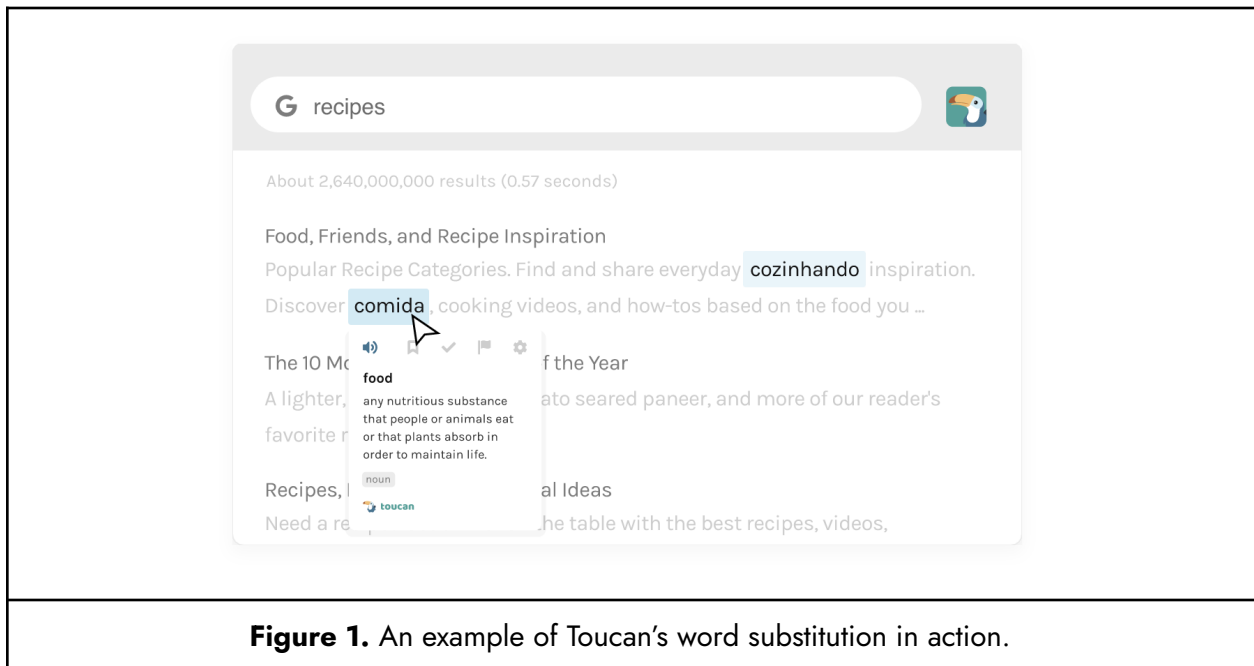 recipes
About 2,640,000,000 results (0.57 seconds)
Food, Friends, and Recipe Inspiration
Popular Recipe Categories. Find and share everyday cozinhando inspiration.
Discover comida, cooking videos, and how-tos based on the food you ...
The 10 Mo
f the Year
A lighter,
ato seared paneer, and more of our reader's
favorite r
food
any nutritious substance
that people or animals eat
or that plants absorb in
order to maintain life.
noun
toucan
Recipes,
al Ideas
Need a re
the table with the best recipes, videos,
Figure 1. An example of Toucan's word substitution in action.